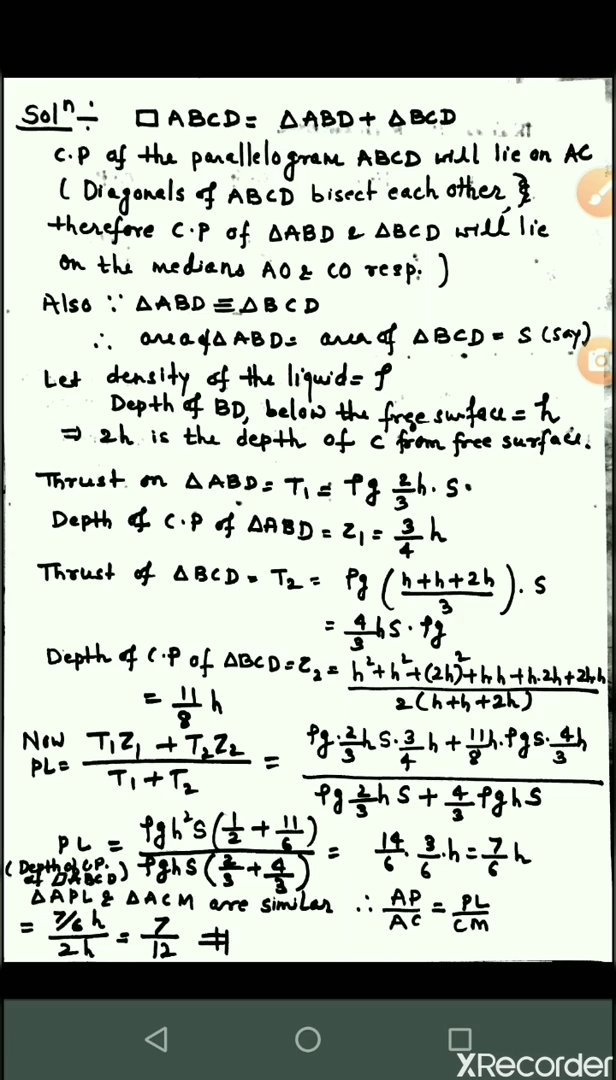 Solⁿ ÷ □ ABCD = ΔABD + ΔBCD
C.P of the parallelogram ABCD will lie on AC
( Diagonals of ABCD bisect each other, &
therefore C.P of ΔABD & ΔBCD will lie
on the medians AO & CO resp. )
Also ∵ ΔABD ≡ ΔBCD
∴ area of ΔABD = area of ΔBCD = S (say)
Let density of the liquid = ρ
Depth of BD, below the free surface = h
⇒ 2h is the depth of C from free surface.
Thrust on ΔABD = T₁ = ρg 2/3 h · S.
Depth of C.P of ΔABD = Z₁ = 3/4 h
Thrust of ΔBCD = T₂ = ρg ( (h+h+2h)/3 ) · S
= 4/3 hS · ρg
Depth of C.P of ΔBCD = Z₂ = (h²+h²+(2h)²+h.h+h.2h+2h.h)/(2(h+h+2h))
= 11/8 h
Now PL = (T₁Z₁ + T₂Z₂)/(T₁+T₂) = (ρg·2/3 hS·3/4 h + 11/8 h·ρgS·4/3 h)/(ρg 2/3 hS + 4/3 ρghS)
PL = ρgh²S(1/2 + 11/6)/ρghS(2/3 + 4/3) = 14/6 · 3/6 · h = 7/6 h
(Depth of C.P. of □ABCD)
ΔAPL & ΔACM are similar ∴ AP/AC = PL/CM
= (7/6 h)/2h = 7/12 #
XRecorder